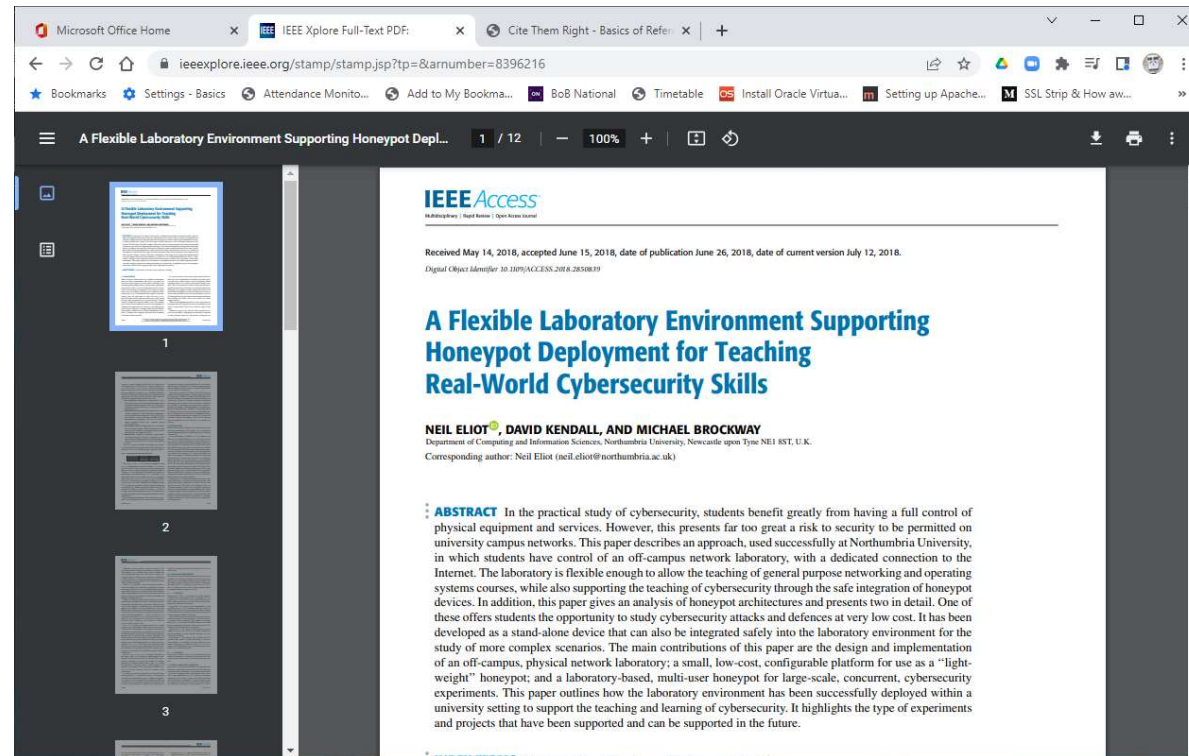 Microsoft Office Home
IEEE Xplore Full-Text PDF:
Cite Them Right - Basics of Refer
ieeexplore.ieee.org/stamp/stamp.jsp?tp=&arnumber=8396216
Bookmarks Settings - Basics Attendance Monito... Add to My Bookma... BoB National Timetable Install Oracle Virtua... Setting up Apache... SSL Strip & How aw... »
A Flexible Laboratory Environment Supporting Honeypot Depl... 1 / 12 100%
1
2
3
IEEE Access
Multidisciplinary | Rapid Review | Open Access Journal
Received May 14, 2018, accepted June 15, 2018, date of publication June 26, 2018, date of current version July 12, 2018.
Digital Object Identifier 10.1109/ACCESS.2018.2850839
A Flexible Laboratory Environment Supporting
Honeypot Deployment for Teaching
Real-World Cybersecurity Skills
NEIL ELIOT, DAVID KENDALL, AND MICHAEL BROCKWAY
Department of Computing and Information Sciences, Northumbria University, Newcastle upon Tyne NE1 8ST, U.K.
Corresponding author: Neil Eliot (neil.eliot@northumbria.ac.uk)
ABSTRACT In the practical study of cybersecurity, students benefit greatly from having a full control of
physical equipment and services. However, this presents far too great a risk to security to be permitted on
university campus networks. This paper describes an approach, used successfully at Northumbria University,
in which students have control of an off-campus network laboratory, with a dedicated connection to the
Internet. The laboratory is flexible enough to allow the teaching of general purpose networking and operating
systems courses, while also supporting the teaching of cybersecurity through the safe integration of honeypot
devices. In addition, this paper gives an analysis of honeypot architectures and presents two in detail. One of
these offers students the opportunity to study cybersecurity attacks and defences at very low cost. It has been
developed as a stand-alone device that can also be integrated safely into the laboratory environment for the
study of more complex scenarios. The main contributions of this paper are the design and implementation
of an off-campus, physical network laboratory; a small, low-cost, configurable platform for use as a “light-
weight” honeypot; and a laboratory-based, multi-user honeypot for large-scale, concurrent, cybersecurity
experiments. This paper outlines how the laboratory environment has been successfully deployed within a
university setting to support the teaching and learning of cybersecurity. It highlights the type of experiments
and projects that have been supported and can be supported in the future.